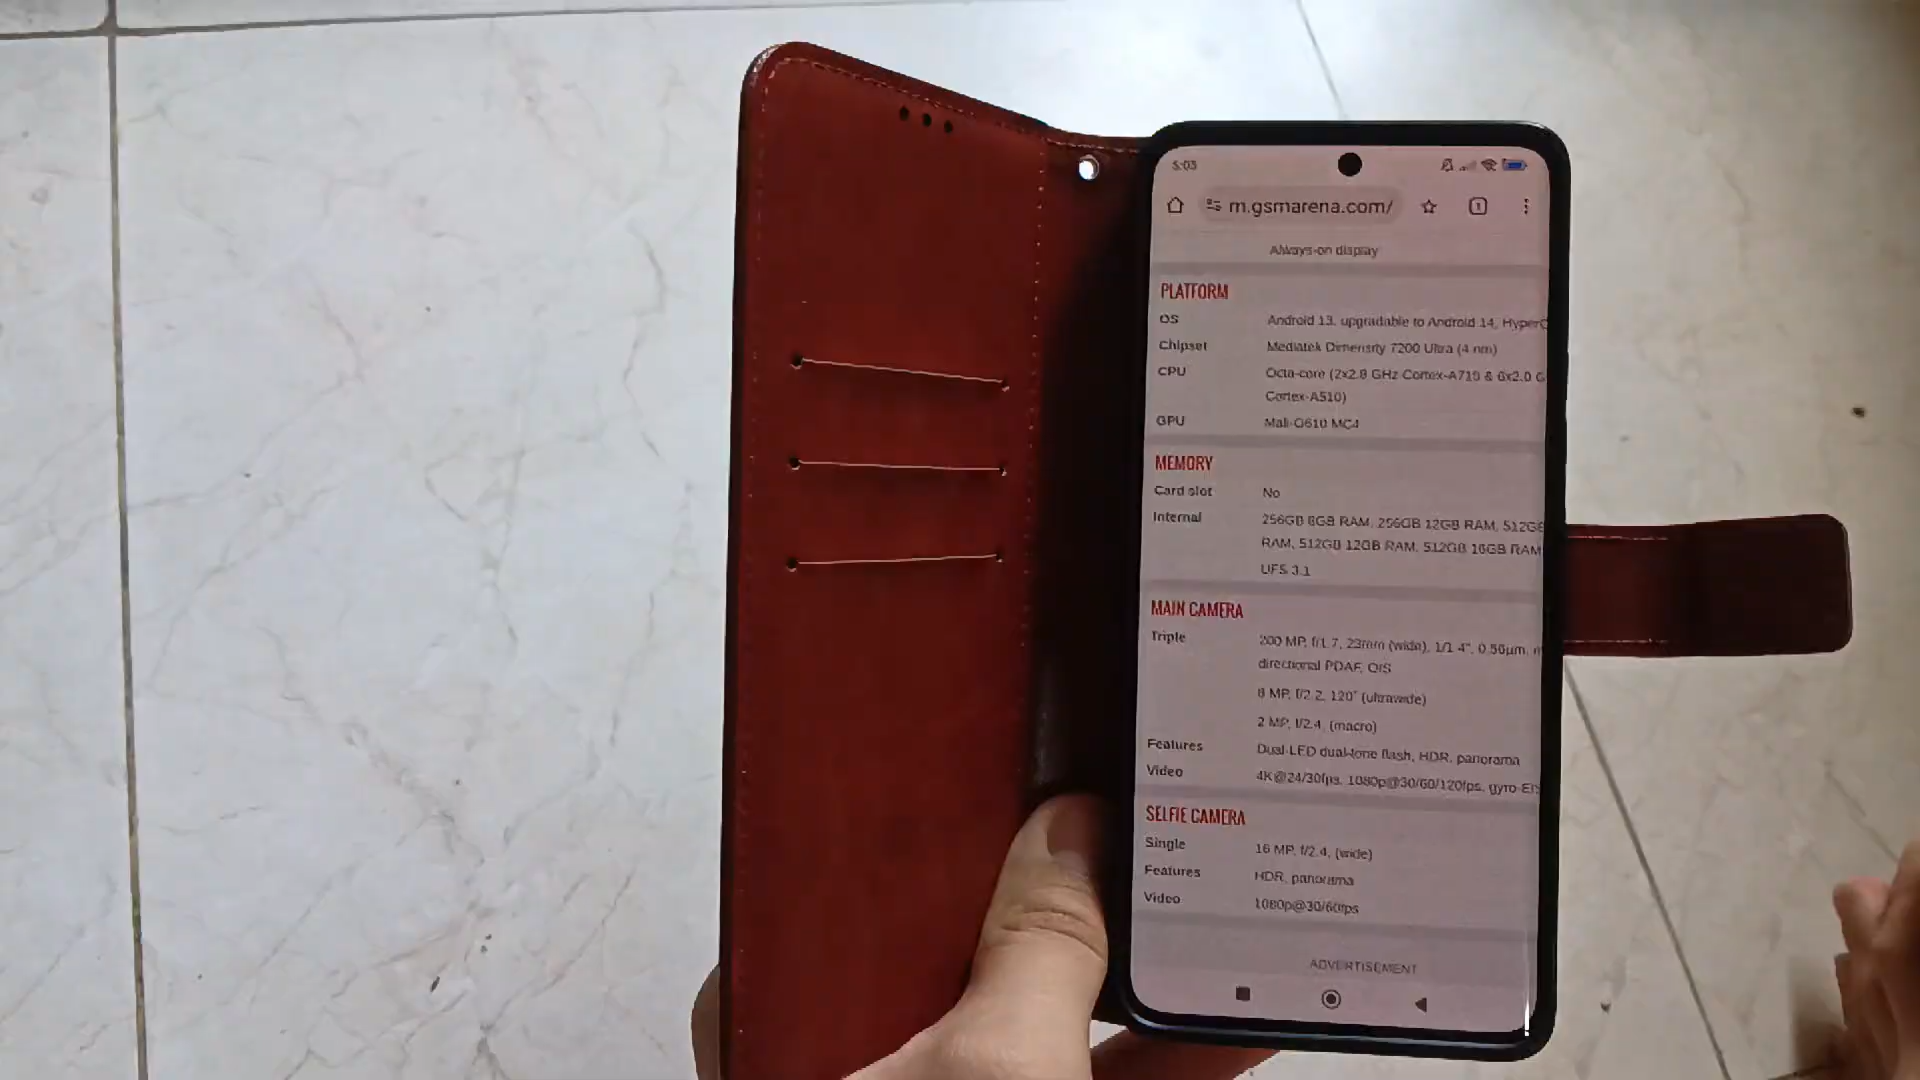 5:03
m.gsmarena.com/
Always-on display
PLATFORM
OS Android 13, upgradable to Android 14, Hyper
Chipset Mediatek Dimensity 7200 Ultra (4 nm)
CPU Octa-core (2x2.8 GHz Cortex-A710 & 6x2.0 G
Cortex-A510)
GPU Mali-G610 MC4
MEMORY
Card slot No
Internal 256GB 8GB RAM, 256GB 12GB RAM, 512GB
RAM, 512GB 12GB RAM, 512GB 16GB RAM
UFS 3.1
MAIN CAMERA
Triple 200 MP, f/1.7, 23mm (wide), 1/1.4", 0.56µm, m
directional PDAF, OIS
8 MP, f/2.2, 120° (ultrawide)
2 MP, f/2.4, (macro)
Features Dual-LED dual-tone flash, HDR, panorama
Video 4K@24/30fps, 1080p@30/60/120fps, gyro-EIS
SELFIE CAMERA
Single 16 MP, f/2.4, (wide)
Features HDR, panorama
Video 1080p@30/60fps
ADVERTISEMENT